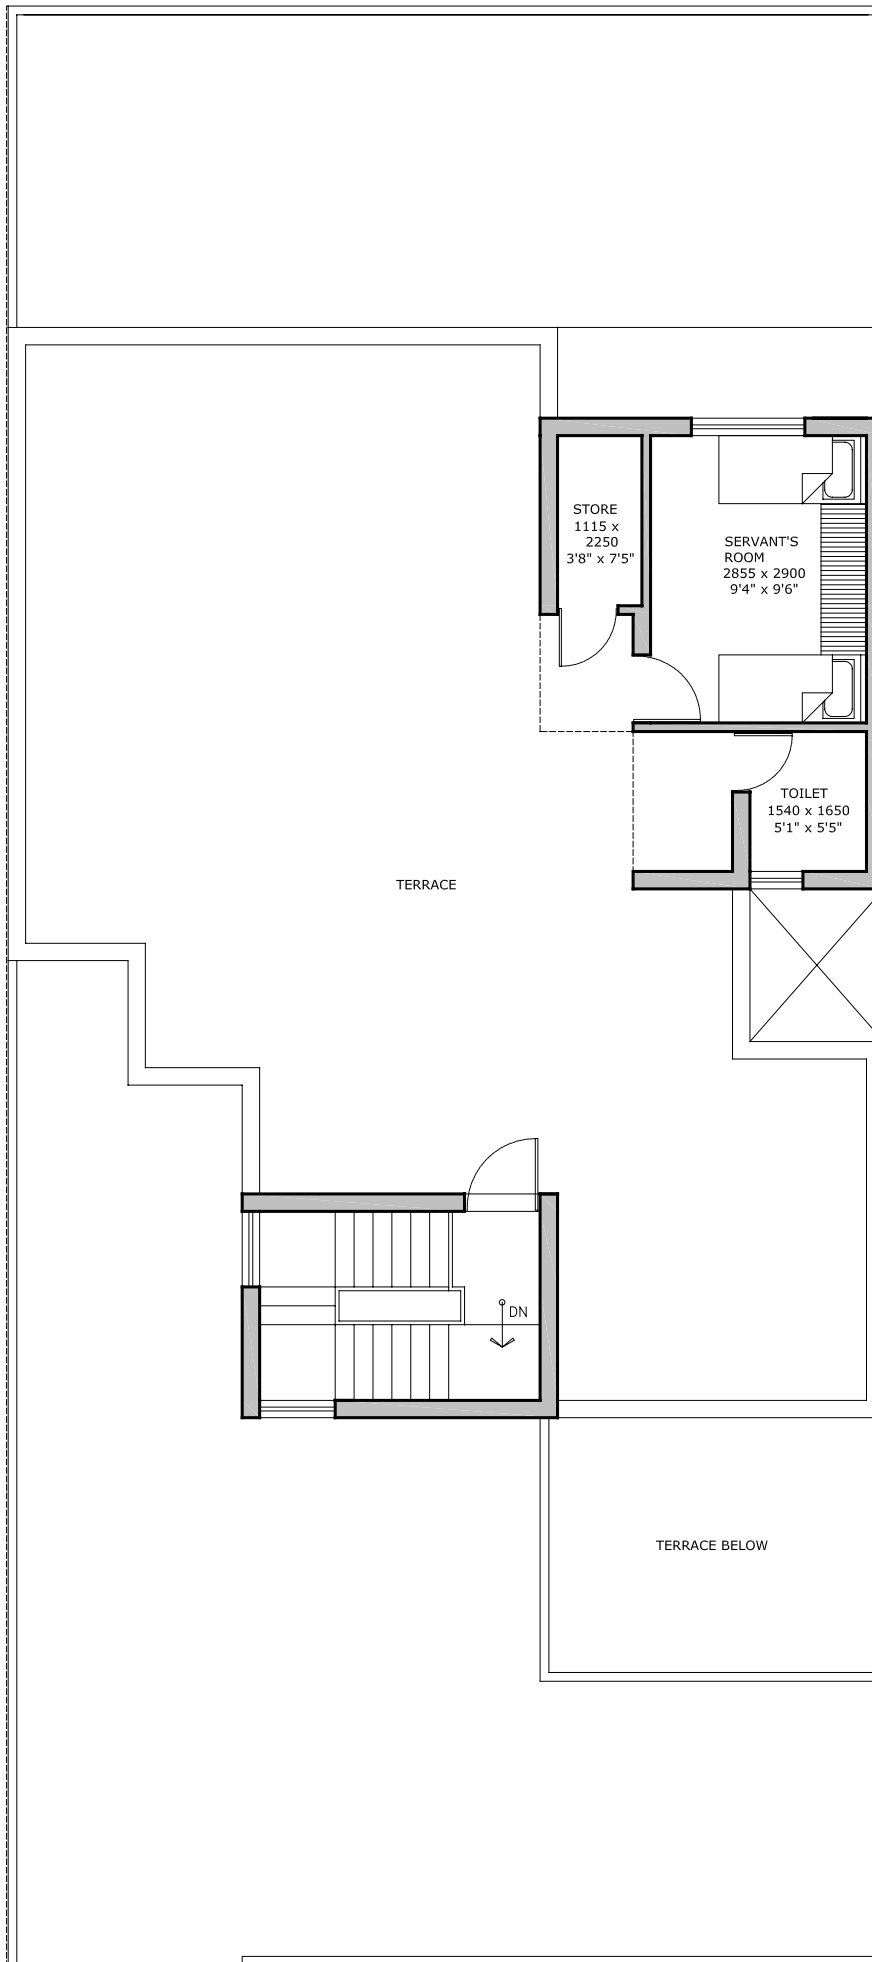 STORE
1115 x
2250
3'8" x 7'5"
SERVANT'S
ROOM
2855 x 2900
9'4" x 9'6"
TOILET
1540 x 1650
5'1" x 5'5"
TERRACE
DN
TERRACE BELOW